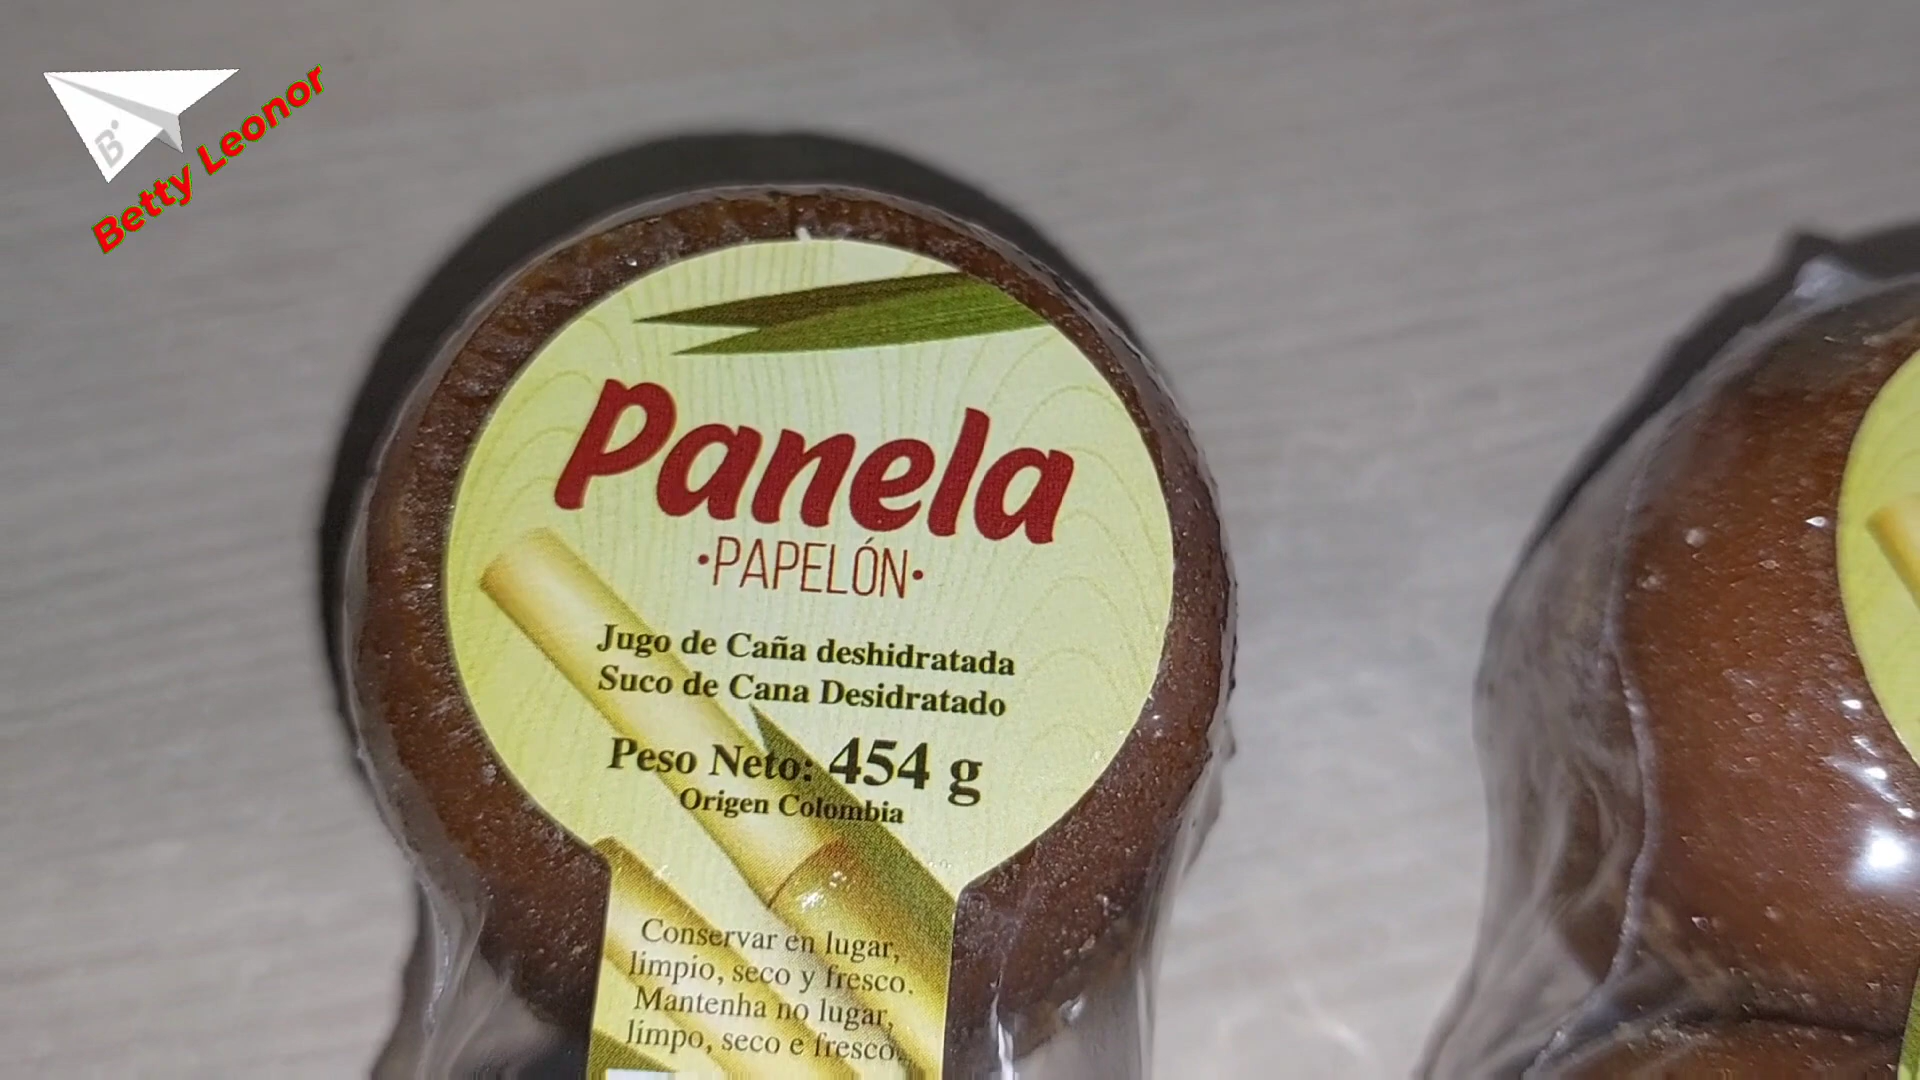 B
Betty Leonor
Panela
·PAPELÓN·
Jugo de Caña deshidratada
Suco de Cana Desidratado
Peso Neto: 454 g
Origen Colombia
Conservar en lugar,
limpio, seco y fresco.
Mantenha no lugar,
límpo, seco e fresco.